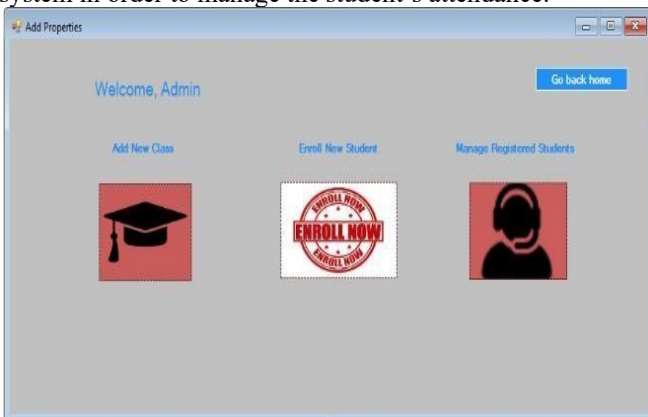 system in order to manage the student's attendance.
Add Properties
Go back home
Welcome, Admin
Add New Class
Enroll New Student
Manage Registered Students
ENROLL NOW
ENROLL NOW
ENROLL NOW